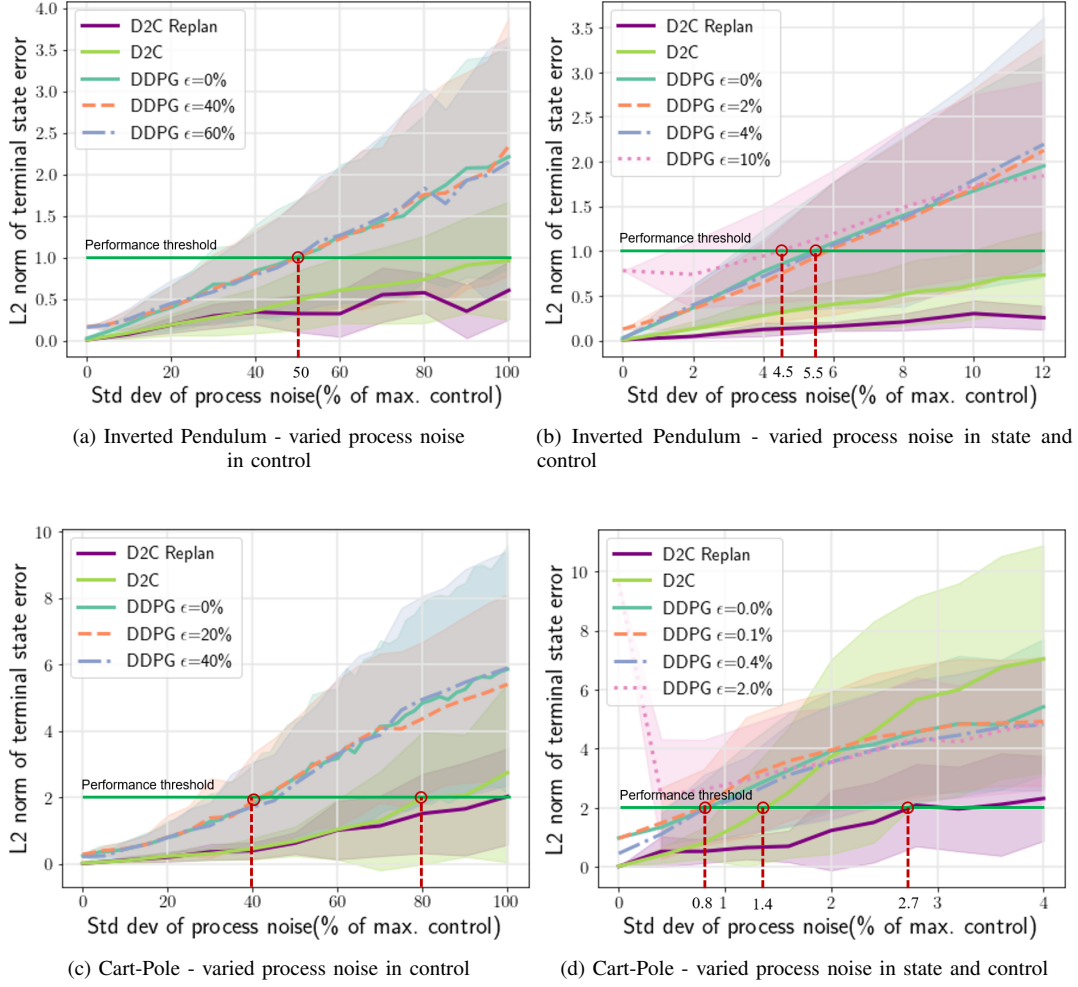 L2 norm of terminal state error
4.0
3.5
3.0
2.5
2.0
1.5
1.0
0.5
0.0
D2C Replan
D2C
DDPG ϵ=0%
DDPG ϵ=40%
DDPG ϵ=60%
Performance threshold
0
20
40
50
60
80
100
Std dev of process noise(% of max. control)
(a) Inverted Pendulum - varied process noise
in control
L2 norm of terminal state error
3.5
3.0
2.5
2.0
1.5
1.0
0.5
0.0
D2C Replan
D2C
DDPG ϵ=0%
DDPG ϵ=2%
DDPG ϵ=4%
DDPG ϵ=10%
Performance threshold
0
2
4
4.5
5.5
6
8
10
12
Std dev of process noise(% of max. control)
(b) Inverted Pendulum - varied process noise in state and
control
L2 norm of terminal state error
10
8
6
4
2
0
D2C Replan
D2C
DDPG ϵ=0%
DDPG ϵ=20%
DDPG ϵ=40%
Performance threshold
0
20
40
60
80
100
Std dev of process noise(% of max. control)
(c) Cart-Pole - varied process noise in control
L2 norm of terminal state error
10
8
6
4
2
0
D2C Replan
D2C
DDPG ϵ=0.0%
DDPG ϵ=0.1%
DDPG ϵ=0.4%
DDPG ϵ=2.0%
Performance threshold
0
0.8
1
1.4
2
2.7
3
4
Std dev of process noise(% of max. control)
(d) Cart-Pole - varied process noise in state and control